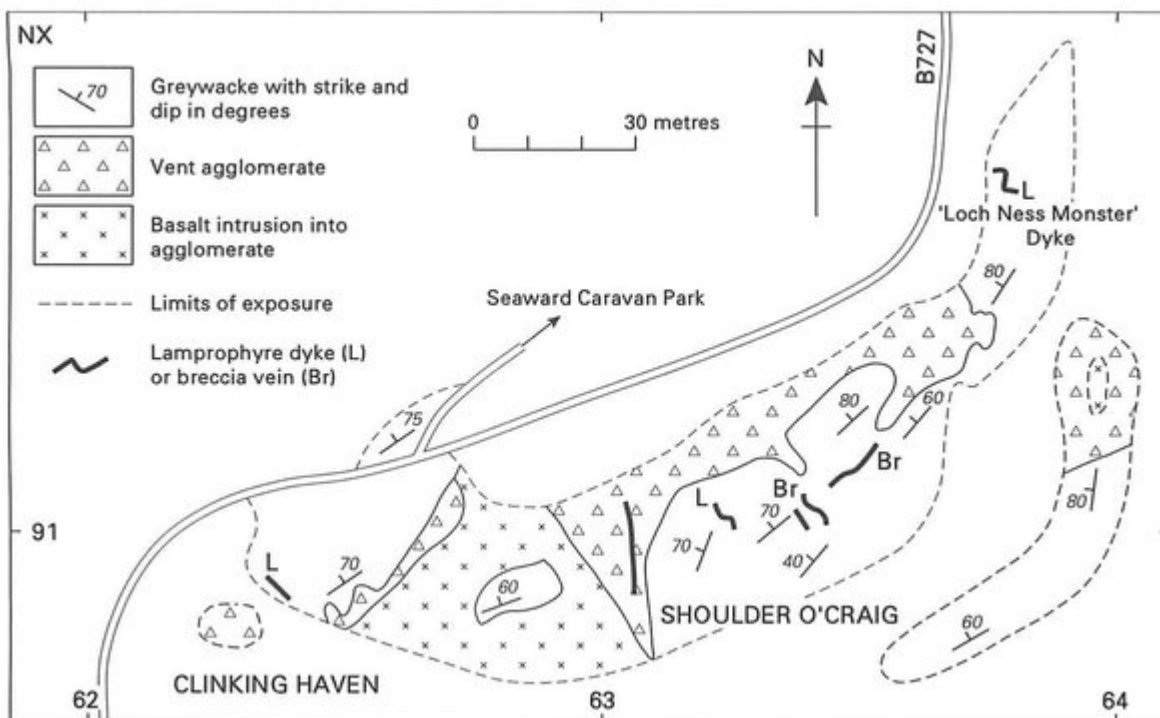 NX
70
Greywacke with strike and
dip in degrees
Vent agglomerate
Basalt intrusion into
agglomerate
Limits of exposure
Lamprophyre dyke (L)
or breccia vein (Br)
0 30 metres
N
B727
L
'Loch Ness Monster'
Dyke
80
Seaward Caravan Park
75
80
60
Br
Br
L
70
70
40
80
91
L
70
60
SHOULDER O'CRAIG
60
CLINKING HAVEN
62
63
64